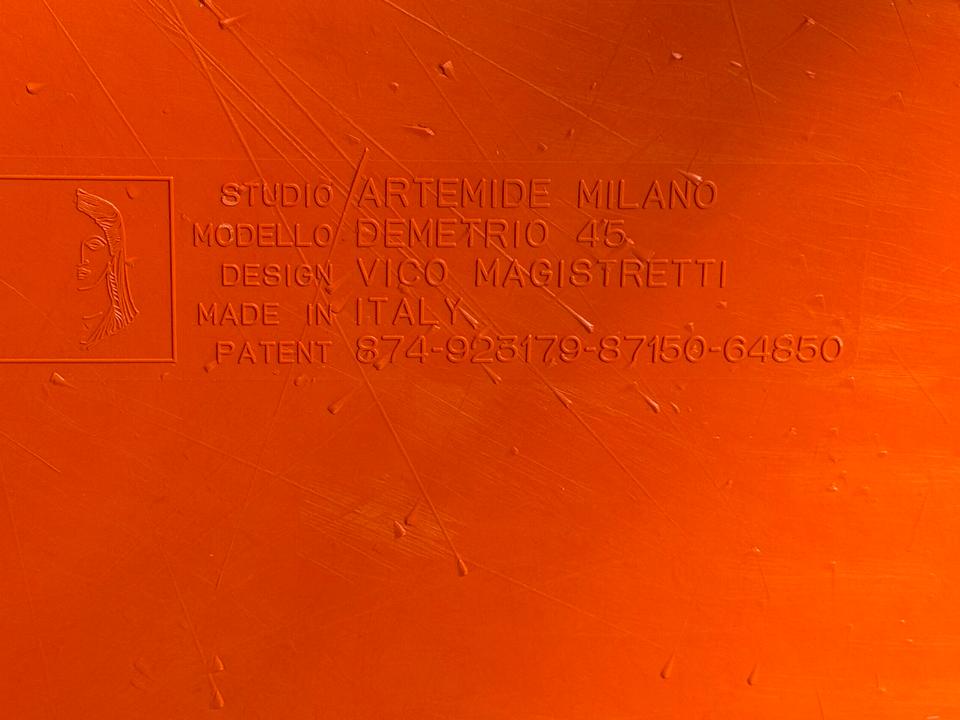 STUDIO ARTEMIDE MILANO
MODELLO DEMETRIO 45
DESIGN VICO MAGISTRETTI
MADE IN ITALY
PATENT 874-923179-87150-64850